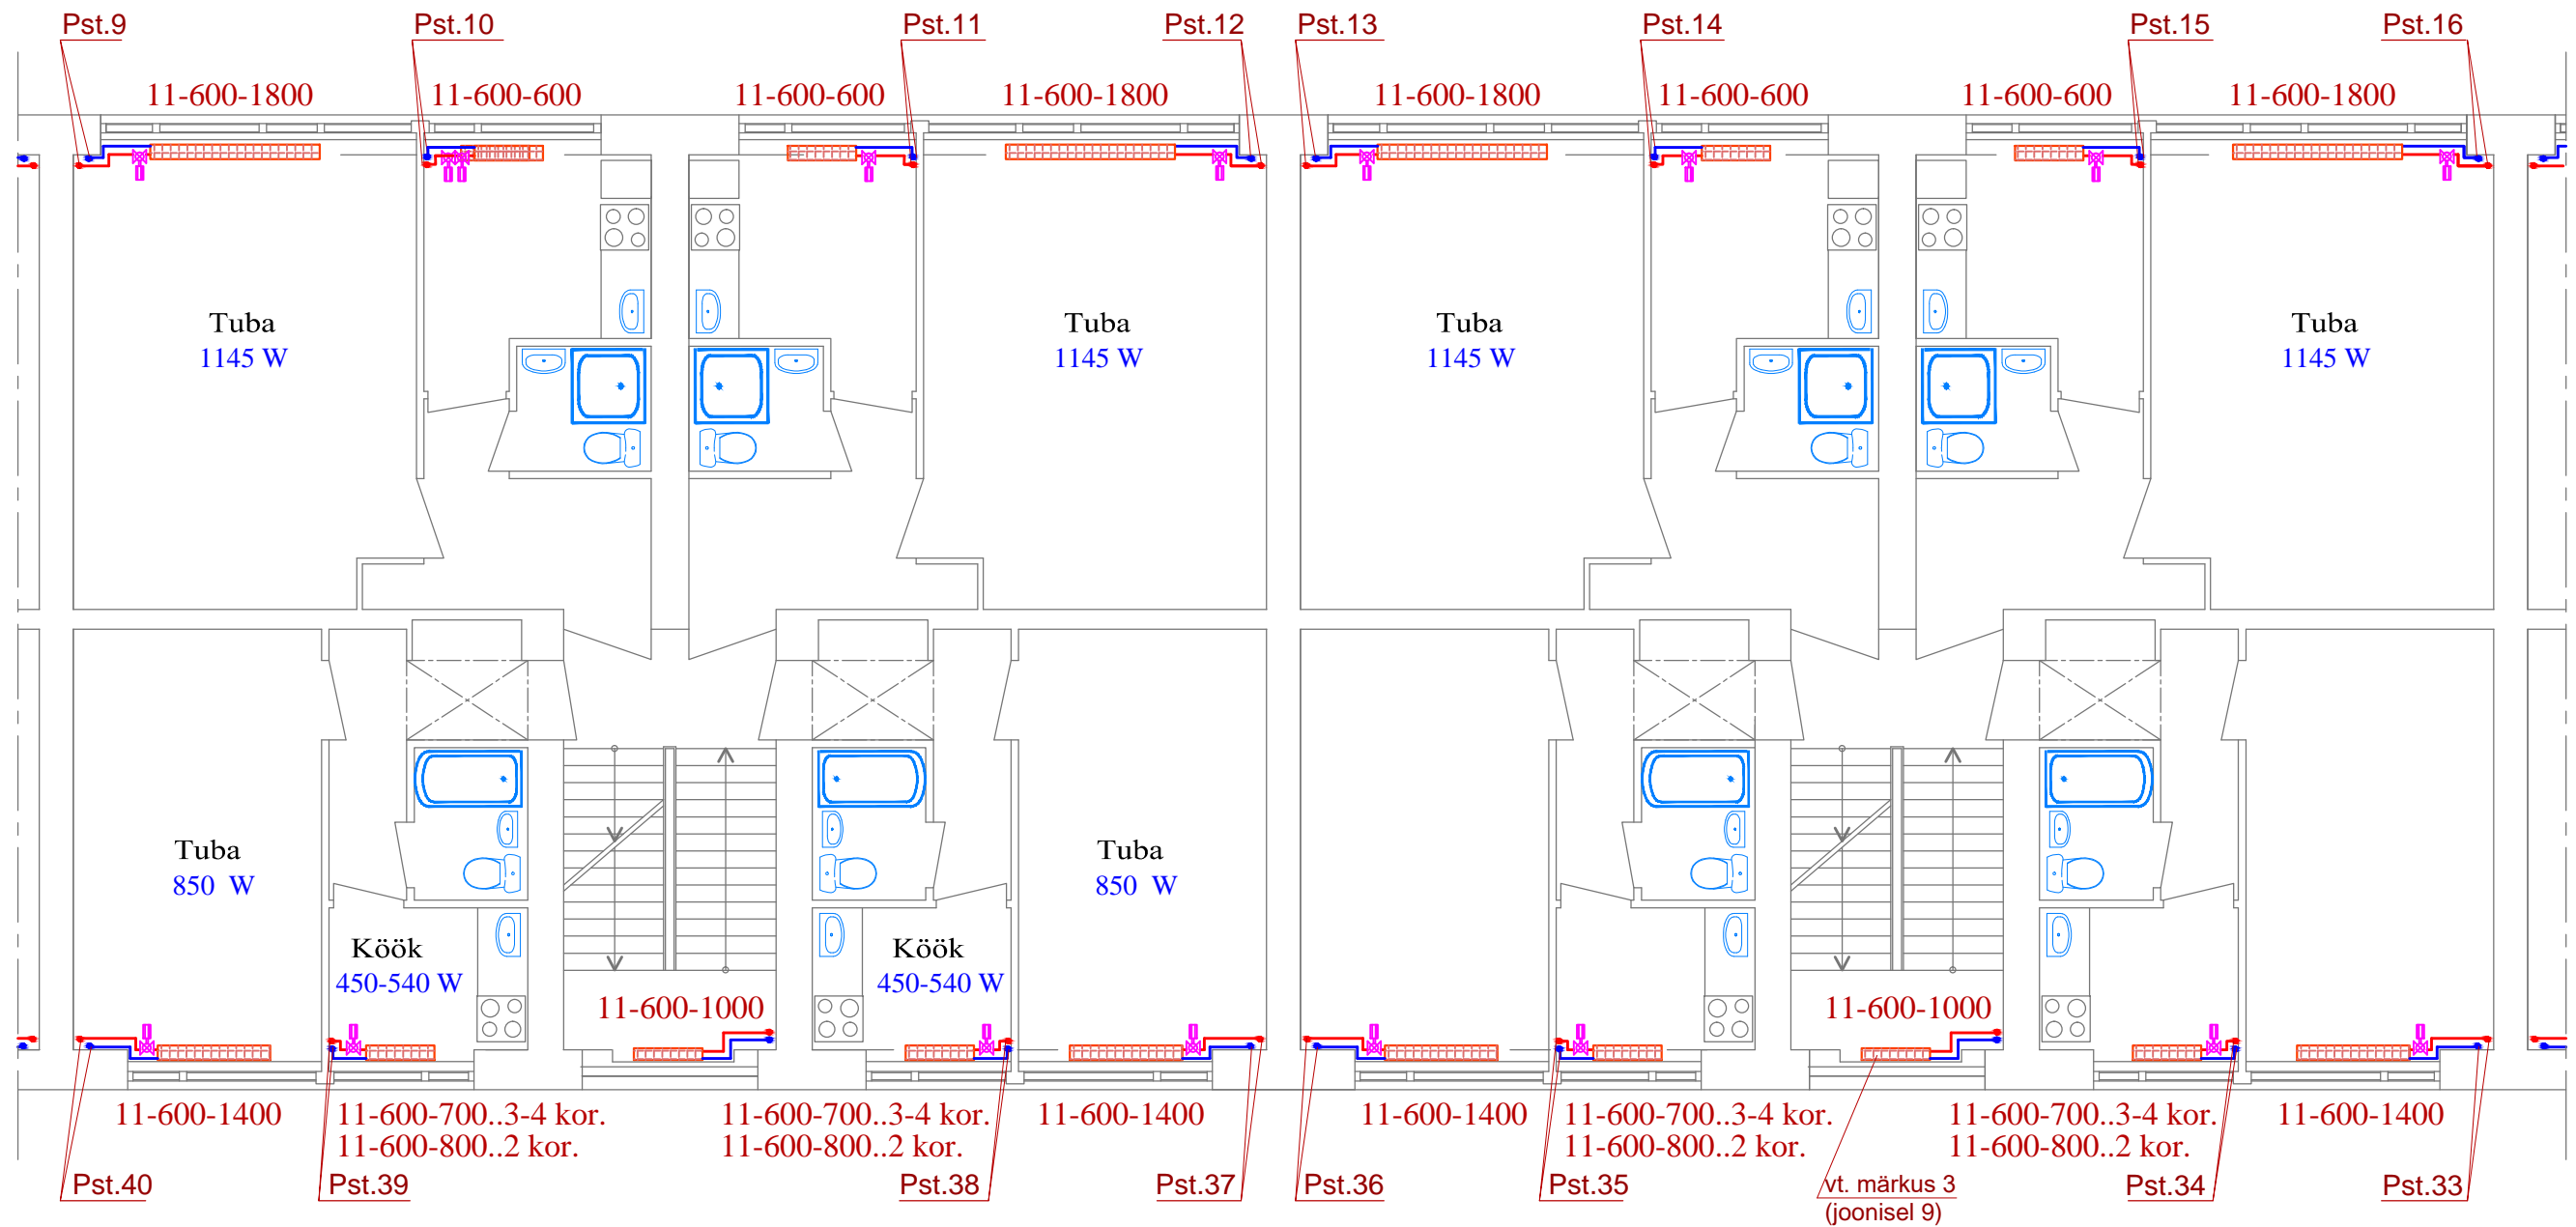 Pst.9
Pst.10
Pst.11
Pst.12
Pst.13
Pst.14
Pst.15
Pst.16
11-600-1800
11-600-600
11-600-600
11-600-1800
11-600-1800
11-600-600
11-600-600
11-600-1800
Tuba
1145 W
Tuba
1145 W
Tuba
1145 W
Tuba
1145 W
Tuba
850 W
Tuba
850 W
Köök
450-540 W
Köök
450-540 W
11-600-1000
11-600-1000
11-600-1400
11-600-700..3-4 kor.
11-600-800..2 kor.
11-600-700..3-4 kor.
11-600-800..2 kor.
11-600-1400
11-600-1400
11-600-700..3-4 kor.
11-600-800..2 kor.
11-600-700..3-4 kor.
11-600-800..2 kor.
11-600-1400
Pst.40
Pst.39
Pst.38
Pst.37
Pst.36
Pst.35
vt. märkus 3
(joonisel 9)
Pst.34
Pst.33